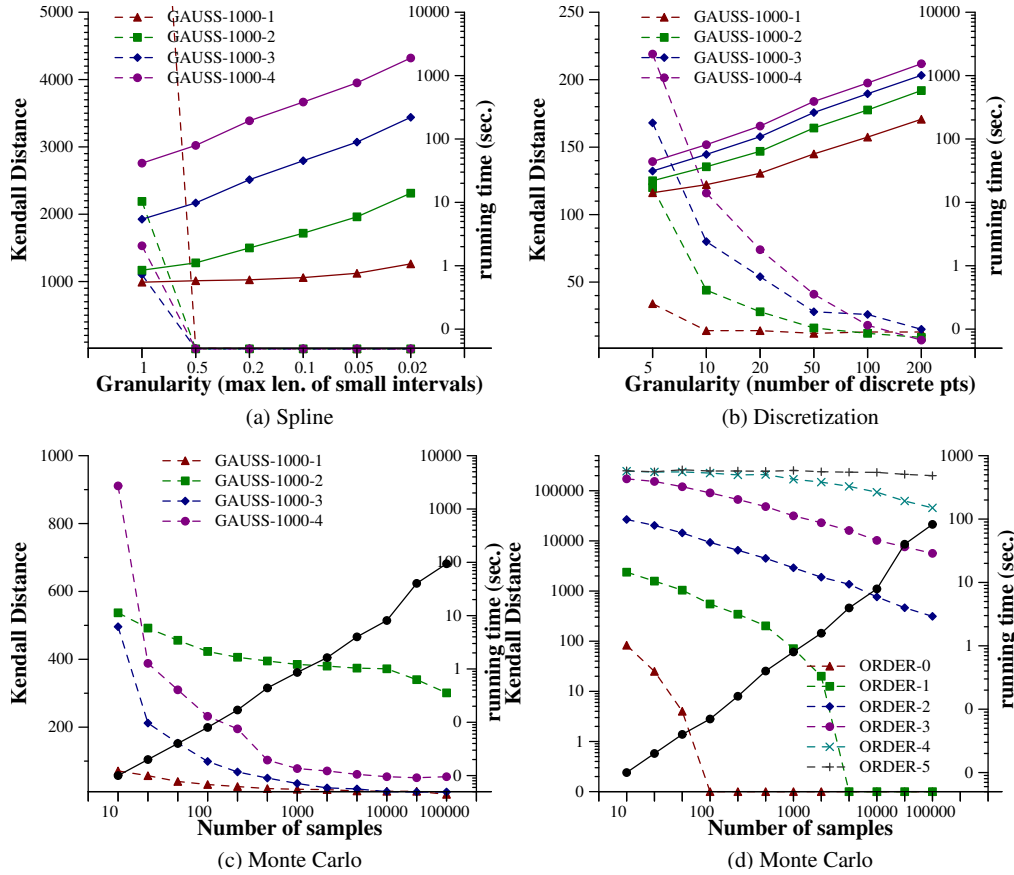 GAUSS-1000-1
GAUSS-1000-2
GAUSS-1000-3
GAUSS-1000-4
5000
4000
3000
2000
1000
Kendall Distance
10000
1000
100
10
1
0
running time (sec.)
1 0.5 0.2 0.1 0.05 0.02
Granularity (max len. of small intervals)
(a) Spline
GAUSS-1000-1
GAUSS-1000-2
GAUSS-1000-3
GAUSS-1000-4
250
200
150
100
50
Kendall Distance
10000
1000
100
10
1
0
running time (sec.)
5 10 20 50 100 200
Granularity (number of discrete pts)
(b) Discretization
GAUSS-1000-1
GAUSS-1000-2
GAUSS-1000-3
GAUSS-1000-4
1000
800
600
400
200
Kendall Distance
10000
1000
100
10
1
0
0
running time (sec.)
10 100 1000 10000 100000
Number of samples
(c) Monte Carlo
100000
10000
1000
100
10
1
0
Kendall Distance
1000
100
10
1
0
0
running time (sec.)
ORDER-0
ORDER-1
ORDER-2
ORDER-3
ORDER-4
ORDER-5
10 100 1000 10000 100000
Number of samples
(d) Monte Carlo